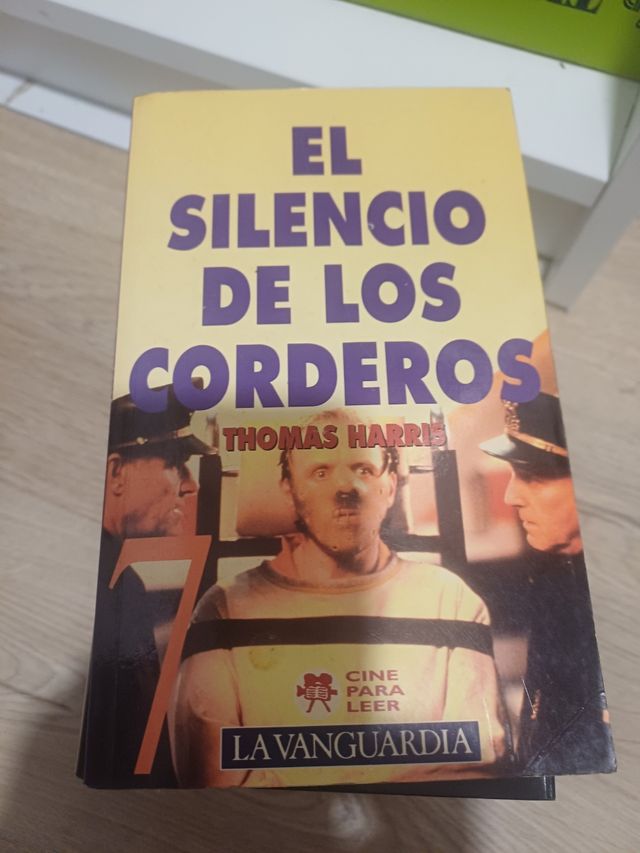 EL
SILENCIO
DE LOS
CORDEROS
THOMAS HARRIS
7
CINE
PARA
LEER
LA VANGUARDIA